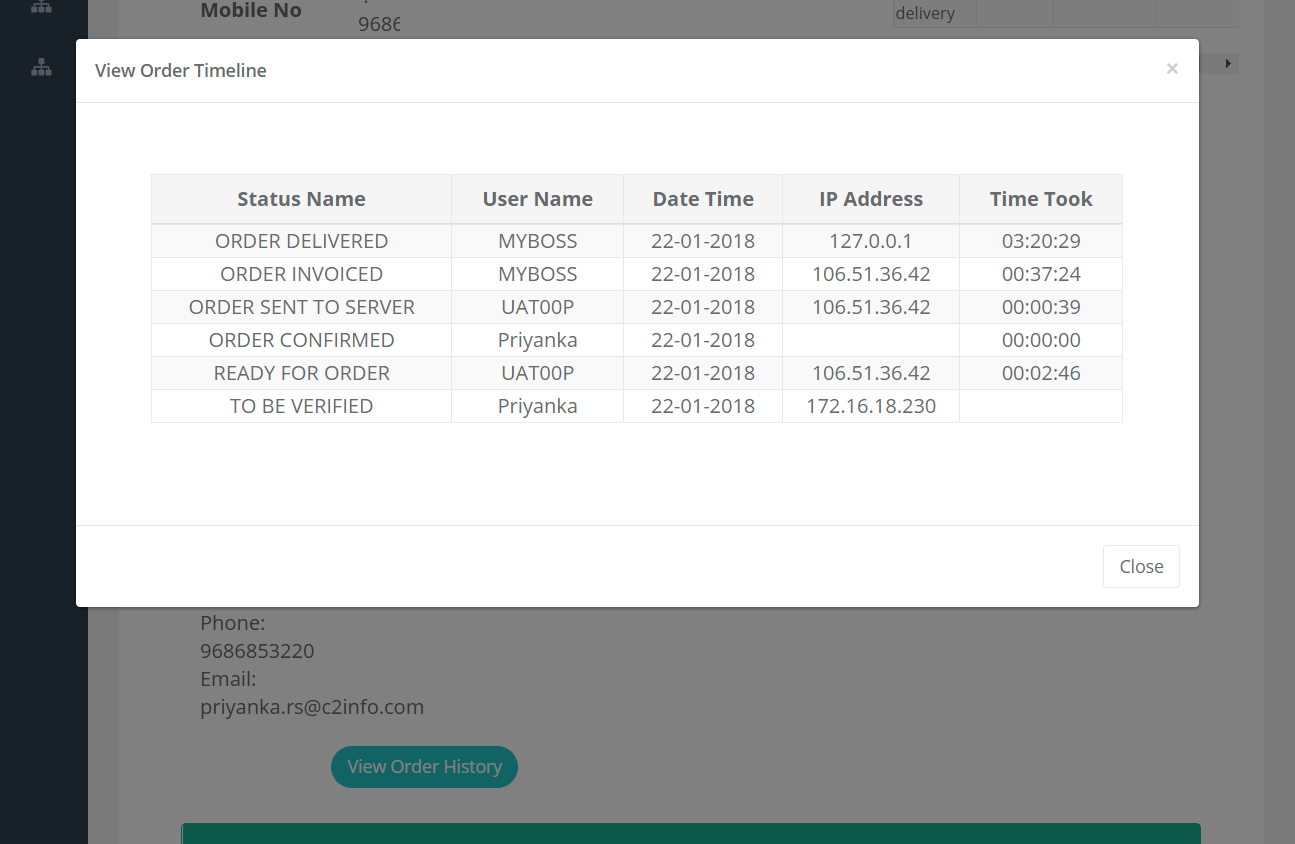 Mobile No
9686
delivery
View Order Timeline
×
Status Name User Name Date Time IP Address Time Took
ORDER DELIVERED MYBOSS 22-01-2018 127.0.0.1 03:20:29
ORDER INVOICED MYBOSS 22-01-2018 106.51.36.42 00:37:24
ORDER SENT TO SERVER UAT00P 22-01-2018 106.51.36.42 00:00:39
ORDER CONFIRMED Priyanka 22-01-2018 00:00:00
READY FOR ORDER UAT00P 22-01-2018 106.51.36.42 00:02:46
TO BE VERIFIED Priyanka 22-01-2018 172.16.18.230
Close
Phone:
9686853220
Email:
priyanka.rs@c2info.com
View Order History